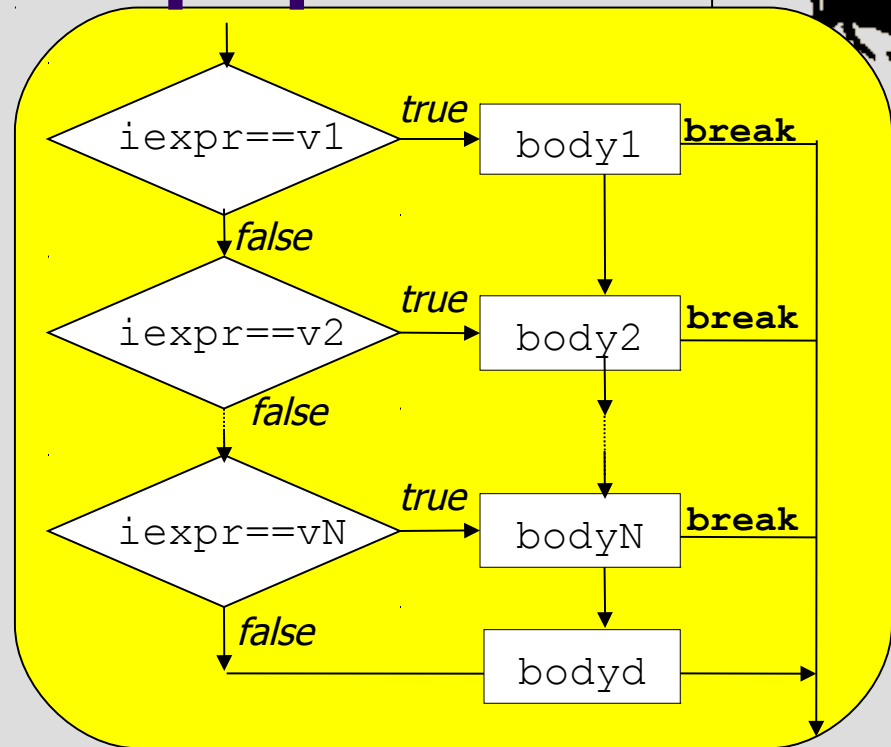 iexpr==v1
true
body1
break
false
iexpr==v2
true
body2
break
false
iexpr==vN
true
bodyN
break
false
bodyd